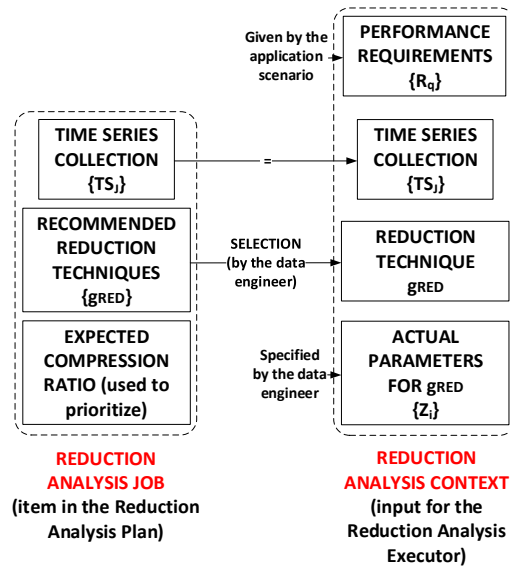 Given by the
application
scenario
PERFORMANCE
REQUIREMENTS
{Rq}
TIME SERIES
COLLECTION
{TSJ}
=
TIME SERIES
COLLECTION
{TSJ}
RECOMMENDED
REDUCTION
TECHNIQUES
{gRED}
SELECTION
(by the data
engineer)
REDUCTION
TECHNIQUE
gRED
EXPECTED
COMPRESSION
RATIO (used to
prioritize)
Specified
by the data
engineer
ACTUAL
PARAMETERS
FOR gRED
{Zi}
REDUCTION
ANALYSIS JOB
(item in the Reduction
Analysis Plan)
REDUCTION
ANALYSIS CONTEXT
(input for the
Reduction Analysis
Executor)